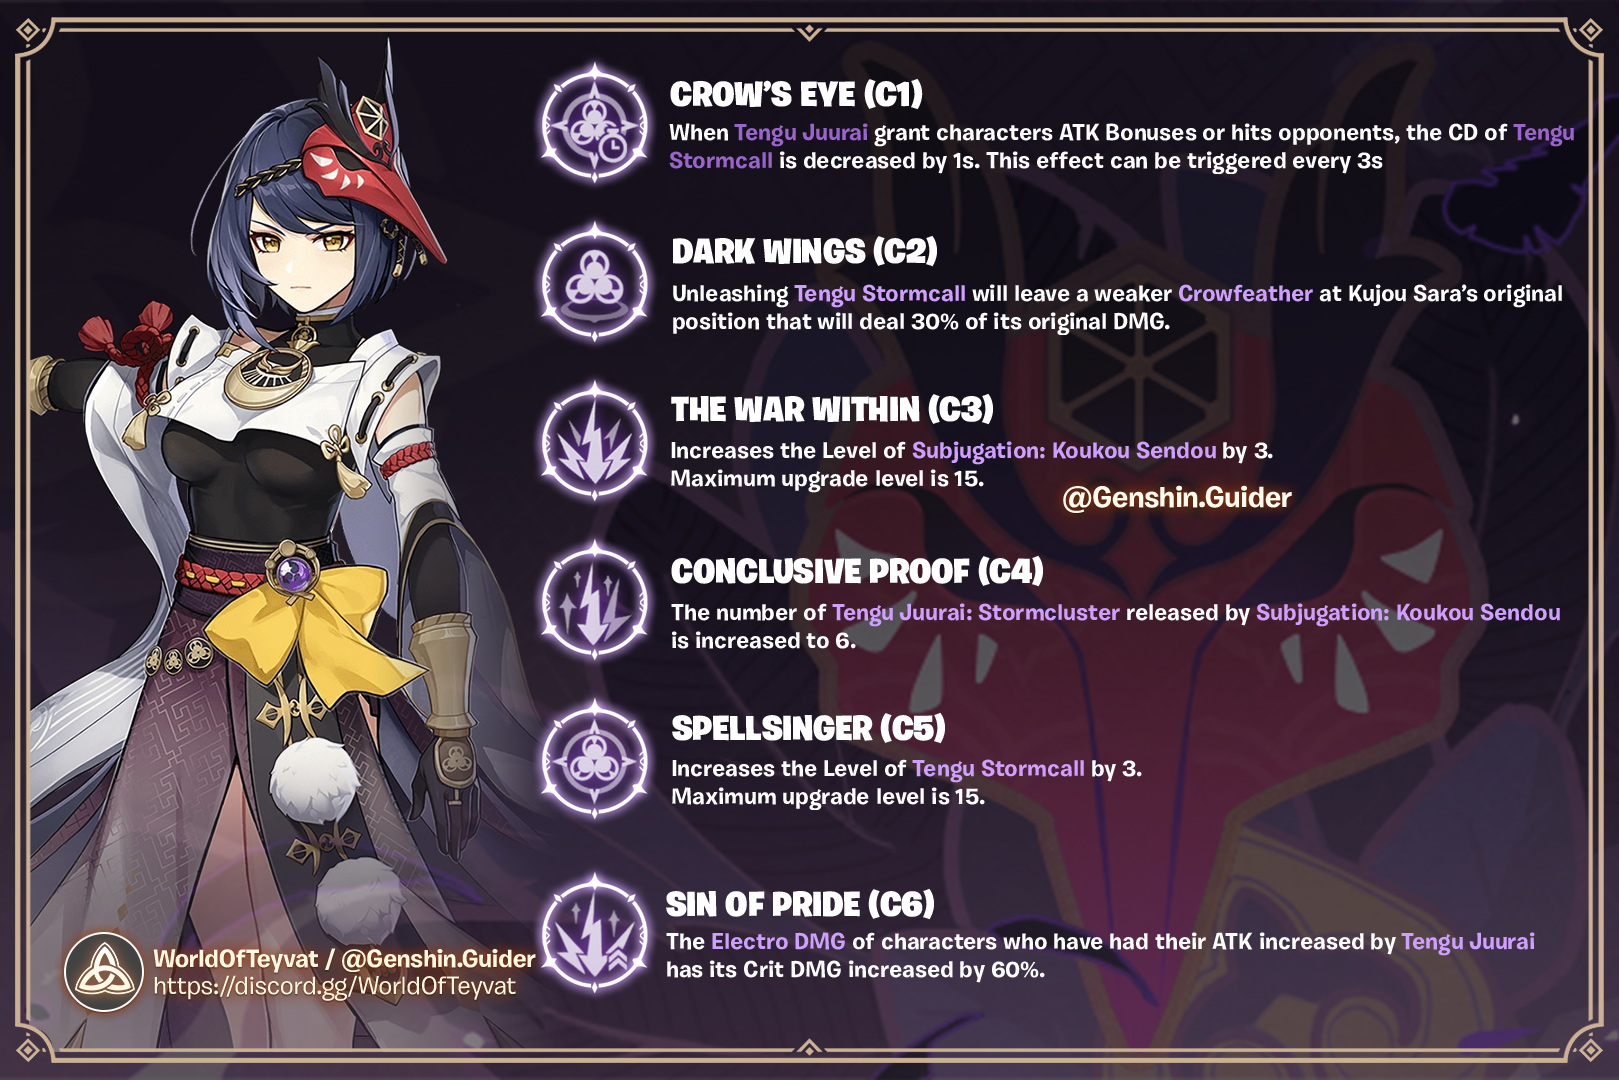 CROW'S EYE (C1)
When Tengu Juurai grant characters ATK Bonuses or hits opponents, the CD of Tengu
Stormcall is decreased by 1s. This effect can be triggered every 3s
DARK WINGS (C2)
Unleashing Tengu Stormcall will leave a weaker Crowfeather at Kujou Sara's original
position that will deal 30% of its original DMG.
THE WAR WITHIN (C3)
Increases the Level of Subjugation: Koukou Sendou by 3.
Maximum upgrade level is 15.
@Genshin.Guider
CONCLUSIVE PROOF (C4)
The number of Tengu Juurai: Stormcluster released by Subjugation: Koukou Sendou
is increased to 6.
SPELLSINGER (C5)
Increases the Level of Tengu Stormcall by 3.
Maximum upgrade level is 15.
SIN OF PRIDE (C6)
The Electro DMG of characters who have had their ATK increased by Tengu Juurai
has its Crit DMG increased by 60%.
WorldOfTeyvat / @Genshin.Guider
https://discord.gg/WorldOfTeyvat